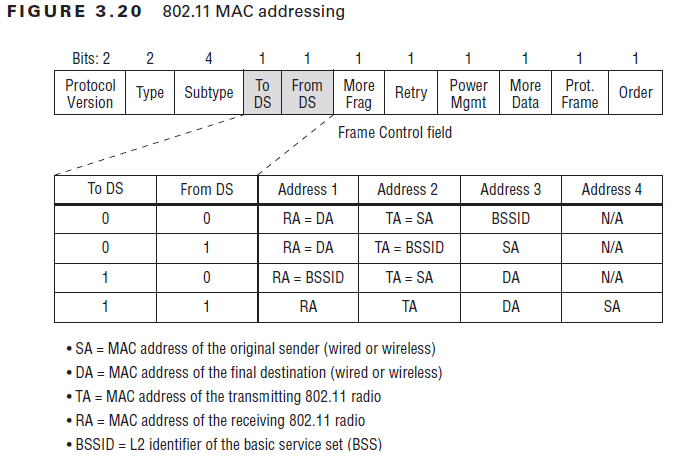 FIGURE 3.20 802.11 MAC addressing
Bits: 2 2 4 1 1 1 1 1 1 1 1
Protocol Version Type Subtype To DS From DS More Frag Retry Power Mgmt More Data Prot. Frame Order
Frame Control field
To DS From DS Address 1 Address 2 Address 3 Address 4
0 0 RA = DA TA = SA BSSID N/A
0 1 RA = DA TA = BSSID SA N/A
1 0 RA = BSSID TA = SA DA N/A
1 1 RA TA DA SA
• SA = MAC address of the original sender (wired or wireless)
• DA = MAC address of the final destination (wired or wireless)
• TA = MAC address of the transmitting 802.11 radio
• RA = MAC address of the receiving 802.11 radio
• BSSID = L2 identifier of the basic service set (BSS)